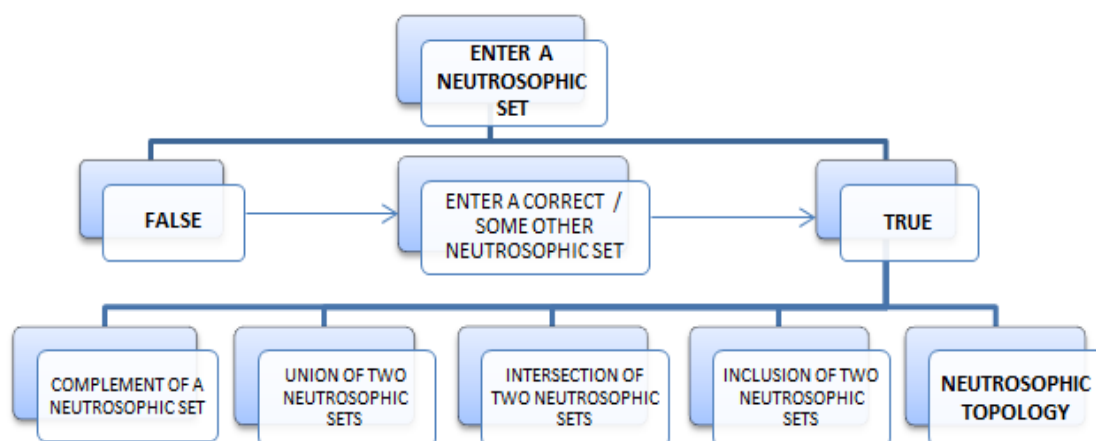 ENTER A
NEUTROSOPHIC
SET
FALSE
ENTER A CORRECT /
SOME OTHER
NEUTROSOPHIC SET
TRUE
COMPLEMENT OF A
NEUTROSOPHIC SET
UNION OF TWO
NEUTROSOPHIC
SETS
INTERSECTION OF
TWO NEUTROSOPHIC
SETS
INCLUSION OF TWO
NEUTROSOPHIC
SETS
NEUTROSOPHIC
TOPOLOGY